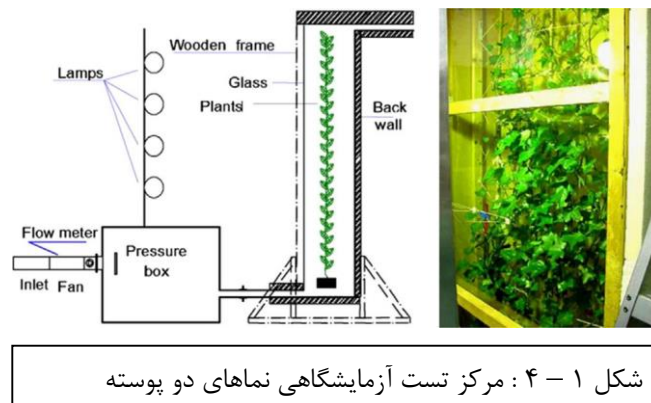 Wooden frame
Lamps
Glass
Plants
Back
wall
Flow meter
Pressure
box
Inlet Fan
شکل ۱ – ۴ : مرکز تست آزمایشگاهی نماهای دو پوسته